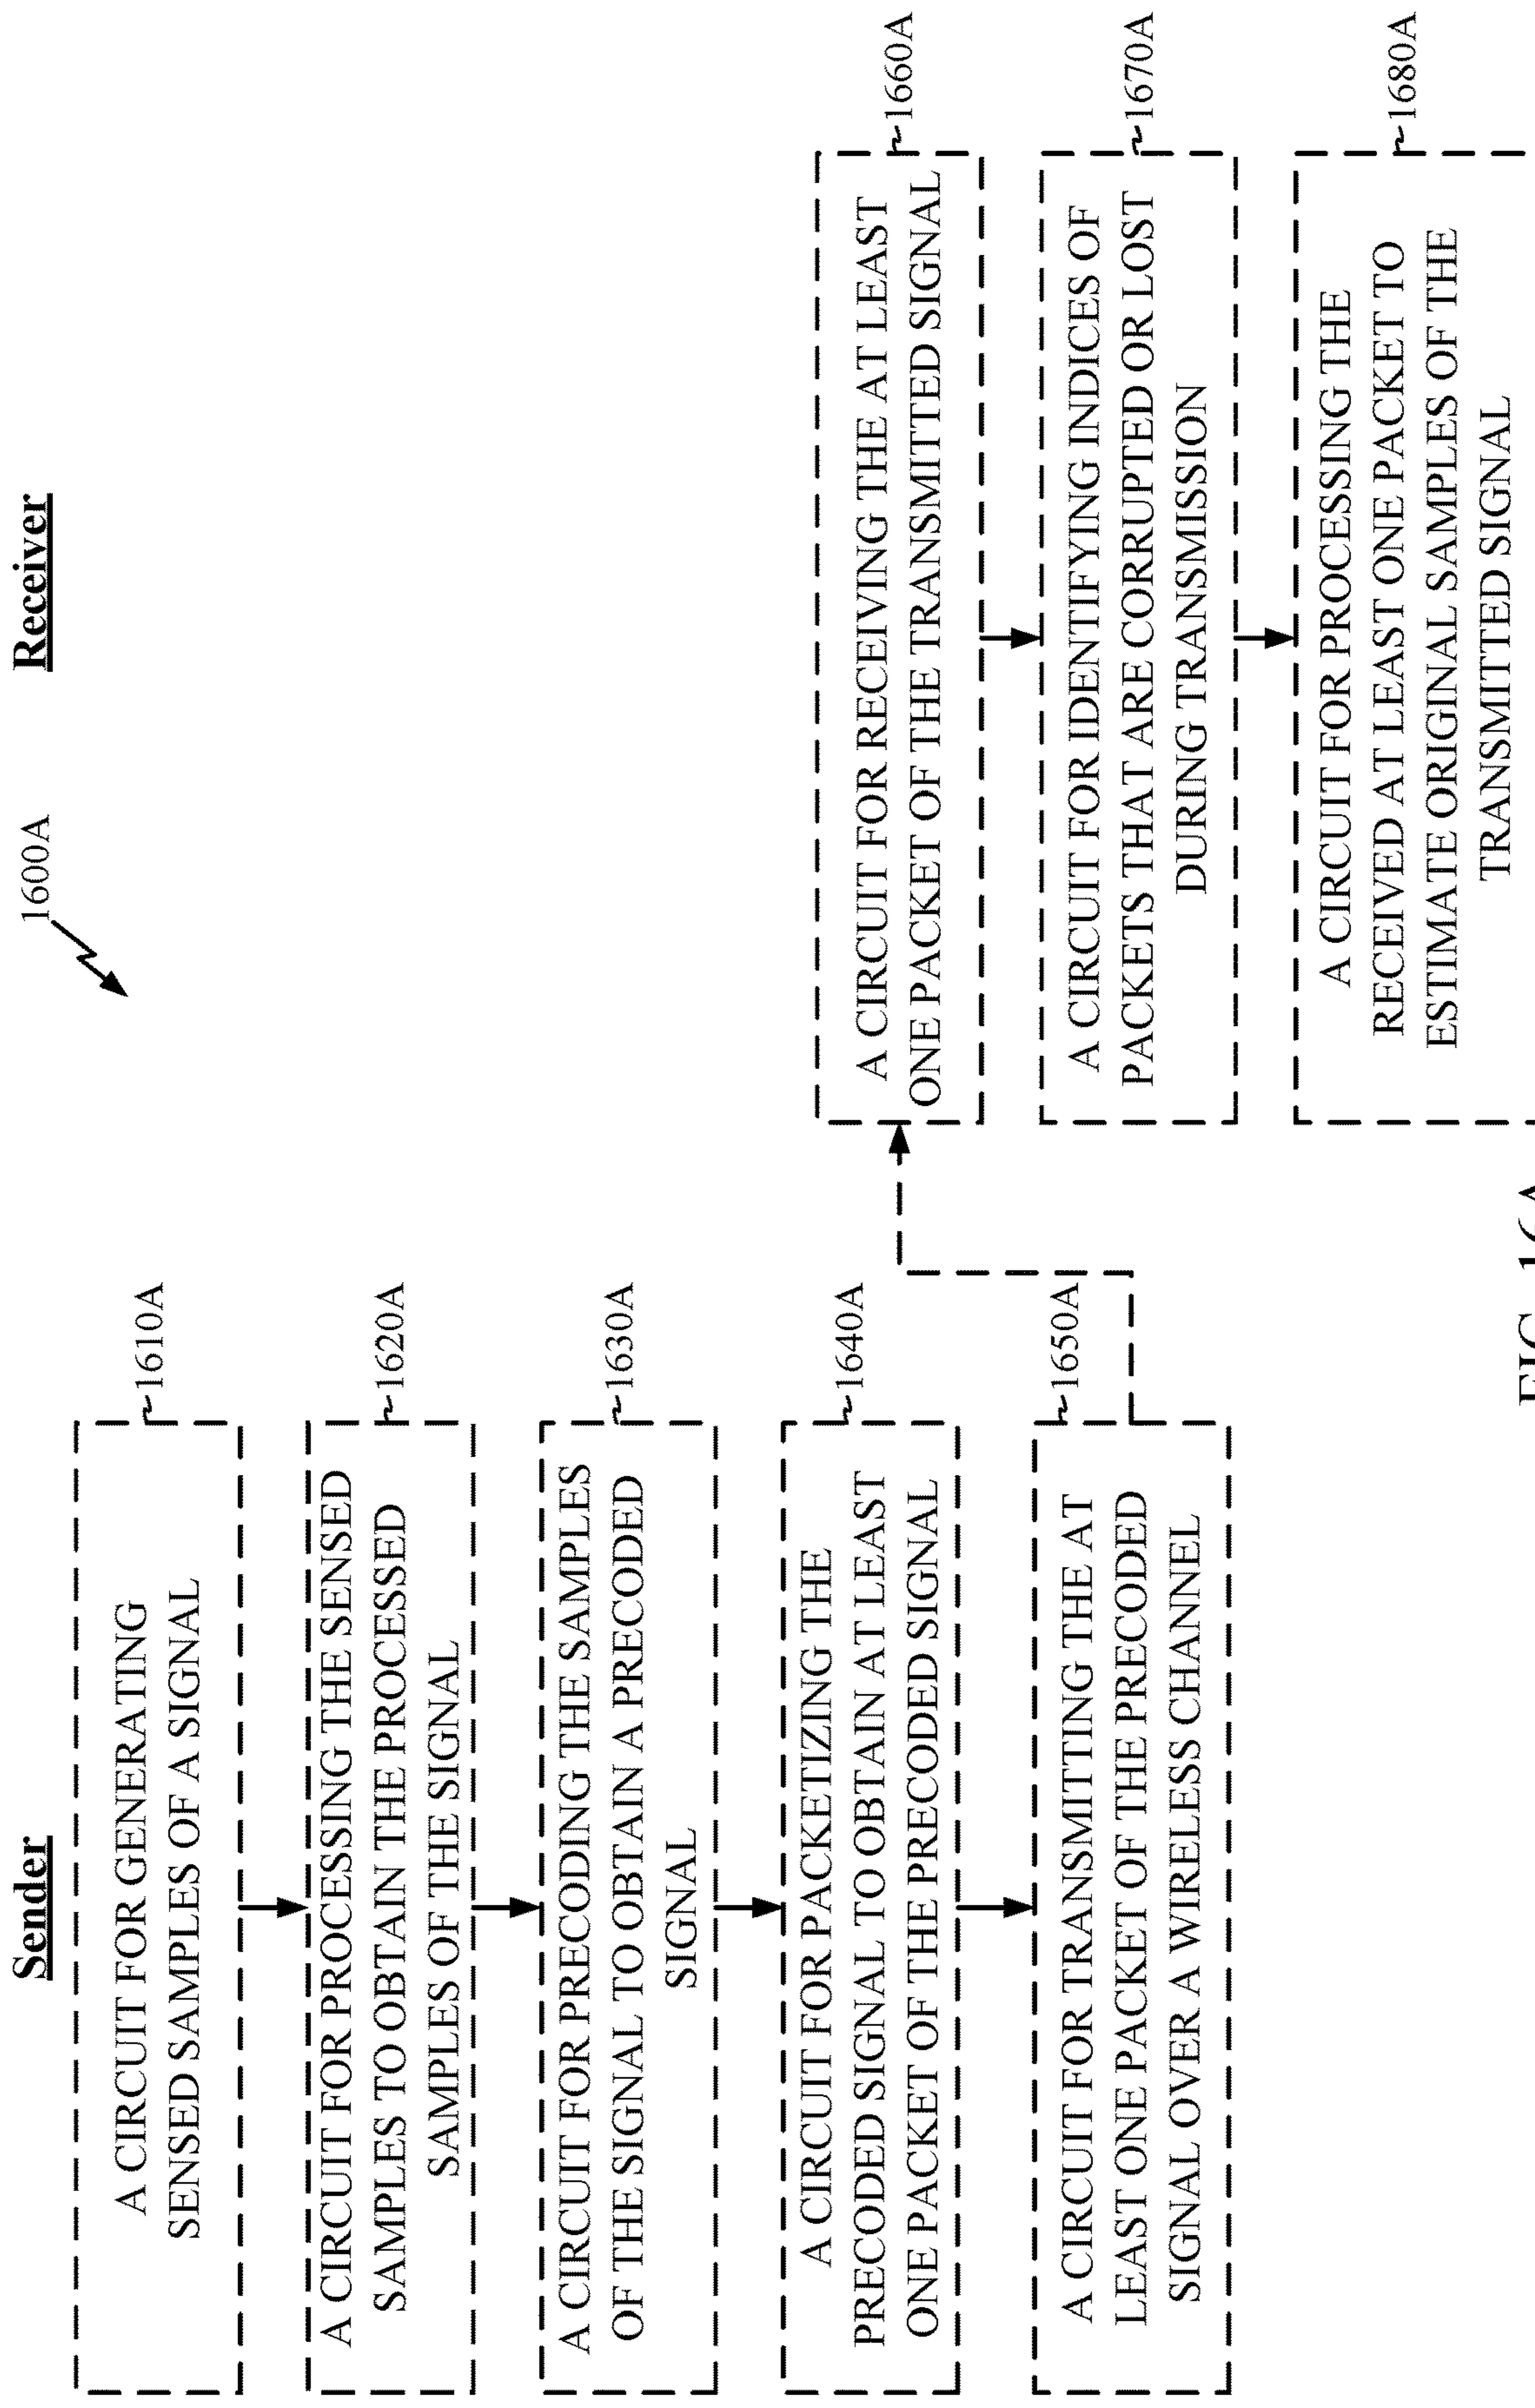 1600A
Sender
A CIRCUIT FOR GENERATING
SENSED SAMPLES OF A SIGNAL
1610A
A CIRCUIT FOR PROCESSING THE SENSED
SAMPLES TO OBTAIN THE PROCESSED
SAMPLES OF THE SIGNAL
1620A
A CIRCUIT FOR PRECODING THE SAMPLES
OF THE SIGNAL TO OBTAIN A PRECODED
SIGNAL
1630A
A CIRCUIT FOR PACKETIZING THE
PRECODED SIGNAL TO OBTAIN AT LEAST
ONE PACKET OF THE PRECODED SIGNAL
1640A
A CIRCUIT FOR TRANSMITTING THE AT
LEAST ONE PACKET OF THE PRECODED
SIGNAL OVER A WIRELESS CHANNEL
1650A
Receiver
A CIRCUIT FOR RECEIVING THE AT LEAST
ONE PACKET OF THE TRANSMITTED SIGNAL
1660A
A CIRCUIT FOR IDENTIFYING INDICES OF
PACKETS THAT ARE CORRUPTED OR LOST
DURING TRANSMISSION
1670A
A CIRCUIT FOR PROCESSING THE
RECEIVED AT LEAST ONE PACKET TO
ESTIMATE ORIGINAL SAMPLES OF THE
TRANSMITTED SIGNAL
1680A
FIG. 16A